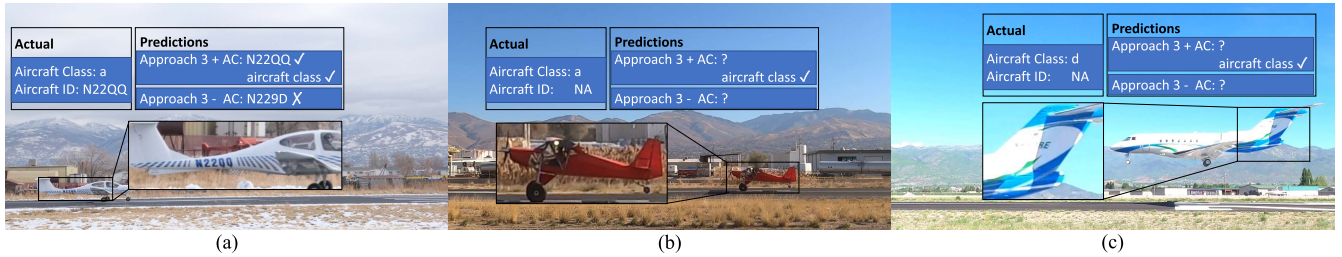 Actual
Aircraft Class: a
Aircraft ID: N22QQ
Predictions
Approach 3 + AC: N22QQ ✓
aircraft class ✓
Approach 3 - AC: N229D ✗
N22QQ
(a)
Actual
Aircraft Class: a
Aircraft ID: NA
Predictions
Approach 3 + AC: ?
aircraft class ✓
Approach 3 - AC: ?
(b)
Actual
Aircraft Class: d
Aircraft ID: NA
Predictions
Approach 3 + AC: ?
aircraft class ✓
Approach 3 - AC: ?
(c)